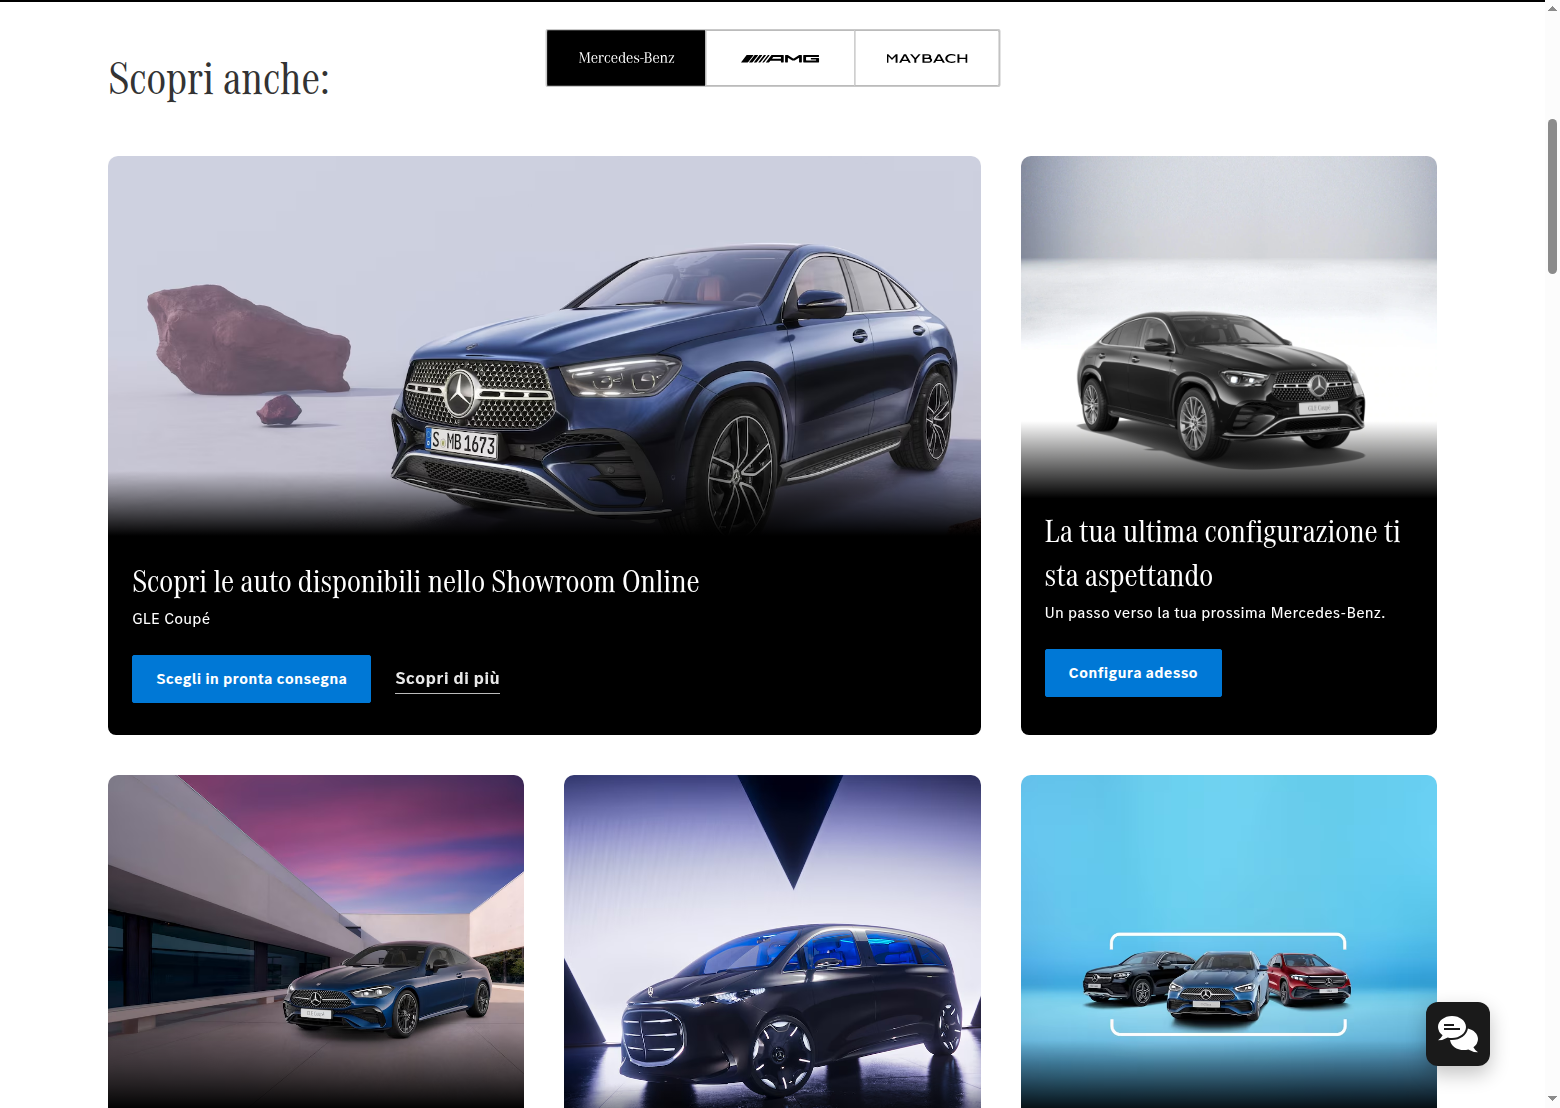 Scopri anche:
Mercedes-Benz
AMG
MAYBACH
S MB 1673
GLE Coupé
Scopri le auto disponibili nello Showroom Online
GLE Coupé
Scegli in pronta consegna
Scopri di più
La tua ultima configurazione ti
sta aspettando
Un passo verso la tua prossima Mercedes-Benz.
Configura adesso